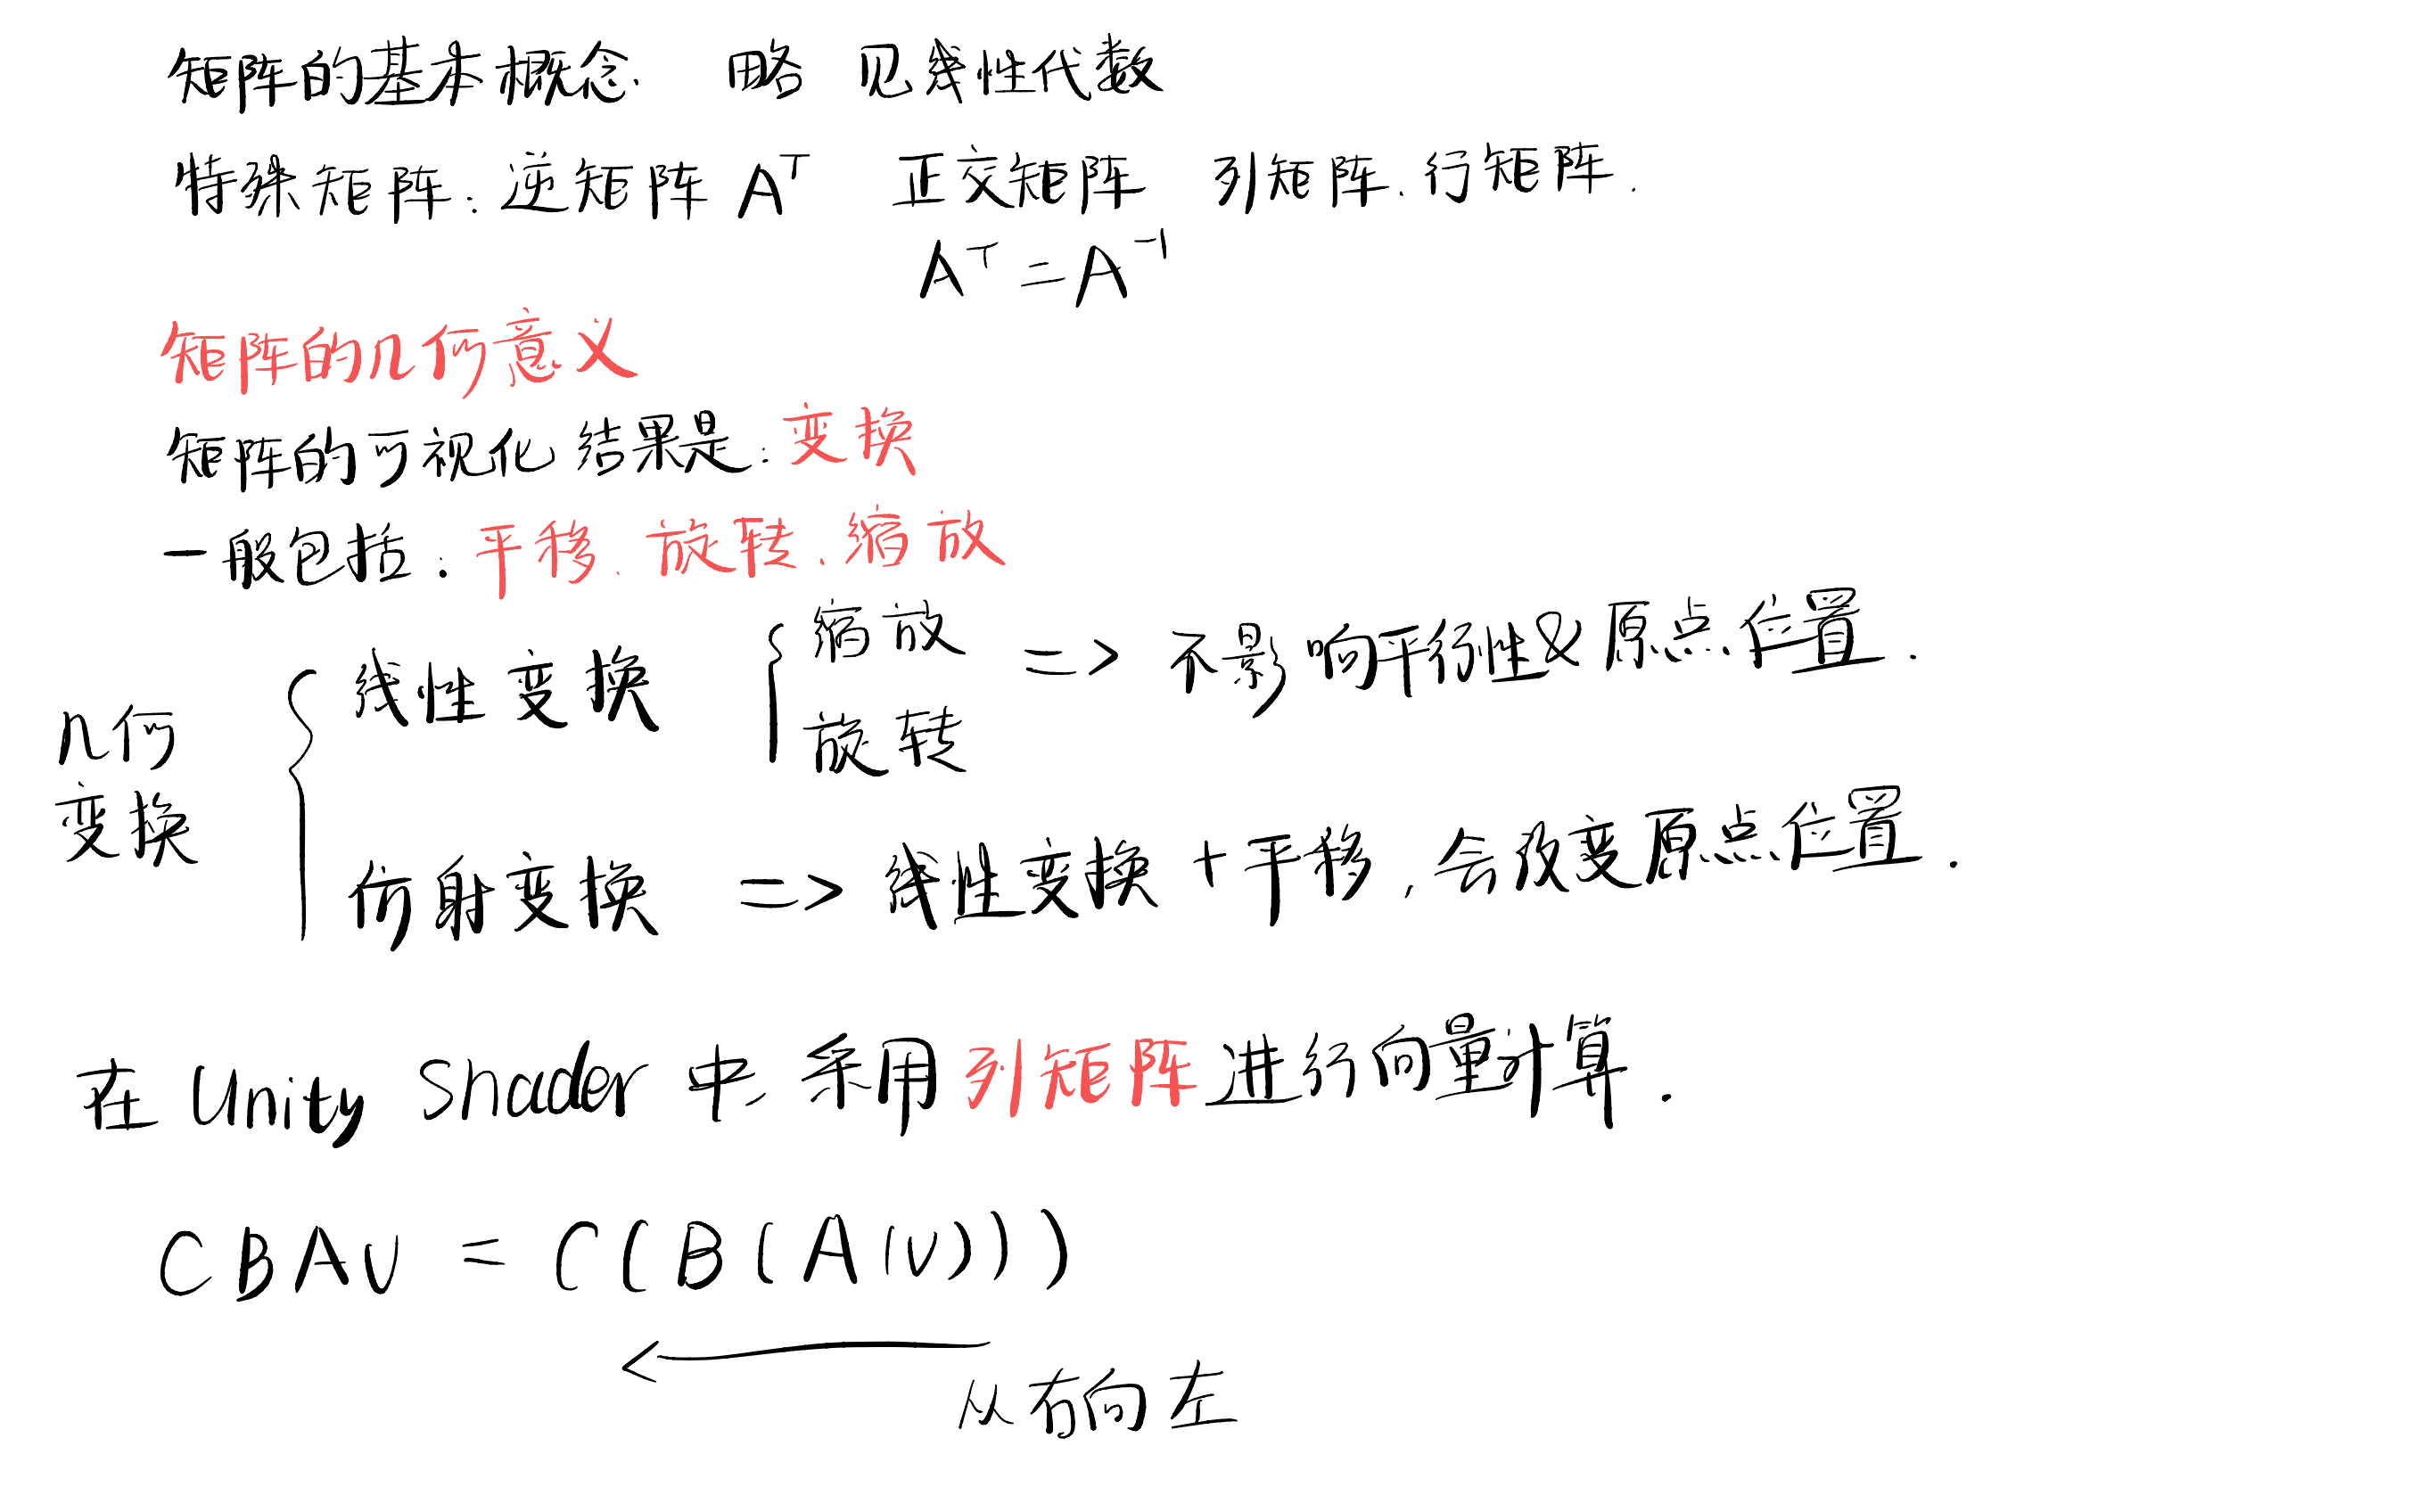 矩阵的基本概念. 略 见线性代数
特殊矩阵: 逆矩阵 Aᵀ 正交矩阵 列矩阵. 行矩阵.
Aᵀ = A⁻¹
矩阵的几何意义
矩阵的可视化结果是: 变换
一般包括: 平移. 旋转. 缩放
几何变换
线性变换
缩放
旋转
=> 不影响平行性&原点位置.
仿射变换 => 线性变换+平移, 会改变原点位置.
在 Unity Shader 中, 采用列矩阵进行向量计算.
CBAv = C(B(A(v)))
从右向左